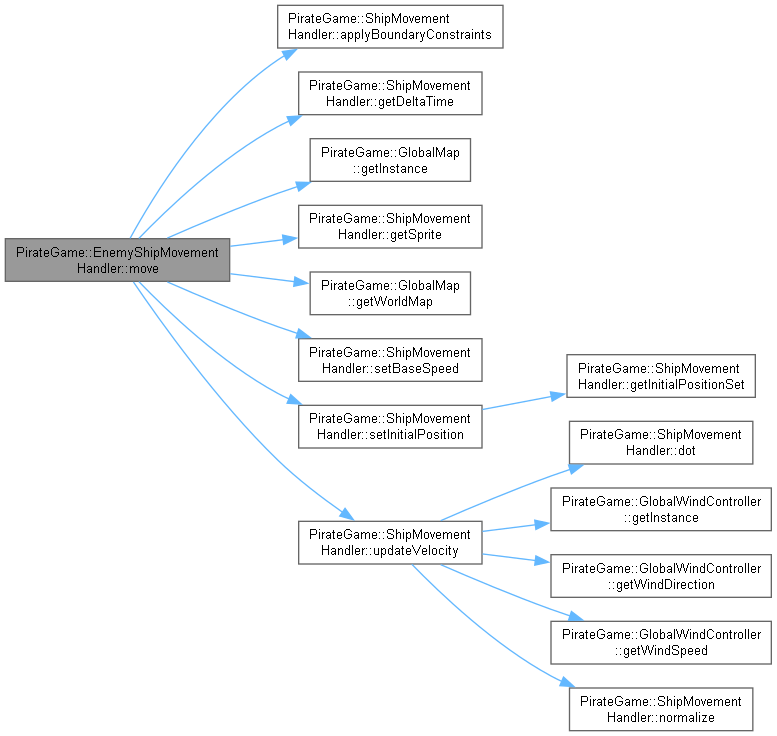 PirateGame::ShipMovement
Handler::applyBoundaryConstraints
PirateGame::ShipMovement
Handler::getDeltaTime
PirateGame::GlobalMap
::getInstance
PirateGame::ShipMovement
Handler::getSprite
PirateGame::EnemyShipMovement
Handler::move
PirateGame::GlobalMap
::getWorldMap
PirateGame::ShipMovement
Handler::setBaseSpeed
PirateGame::ShipMovement
Handler::getInitialPositionSet
PirateGame::ShipMovement
Handler::setInitialPosition
PirateGame::ShipMovement
Handler::dot
PirateGame::GlobalWindController
::getInstance
PirateGame::ShipMovement
Handler::updateVelocity
PirateGame::GlobalWindController
::getWindDirection
PirateGame::GlobalWindController
::getWindSpeed
PirateGame::ShipMovement
Handler::normalize